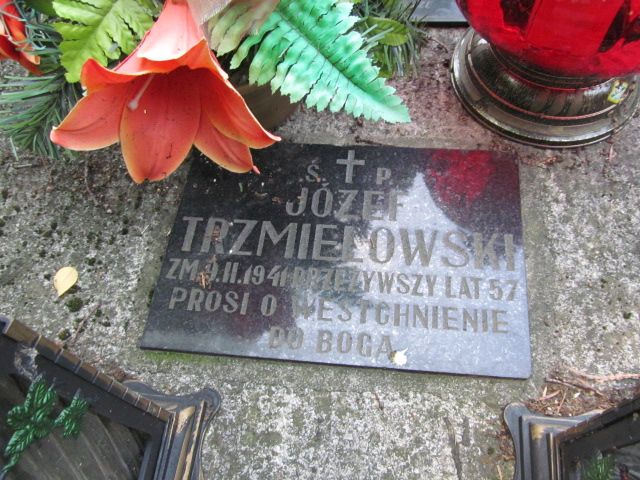 Ś. † P.
JÓZEF
TRZMIELOWSKI
ZM. 9.II.1941 PRZEŻYWSZY LAT 57
PROSI O WESTCHNIENIE
DO BOGA